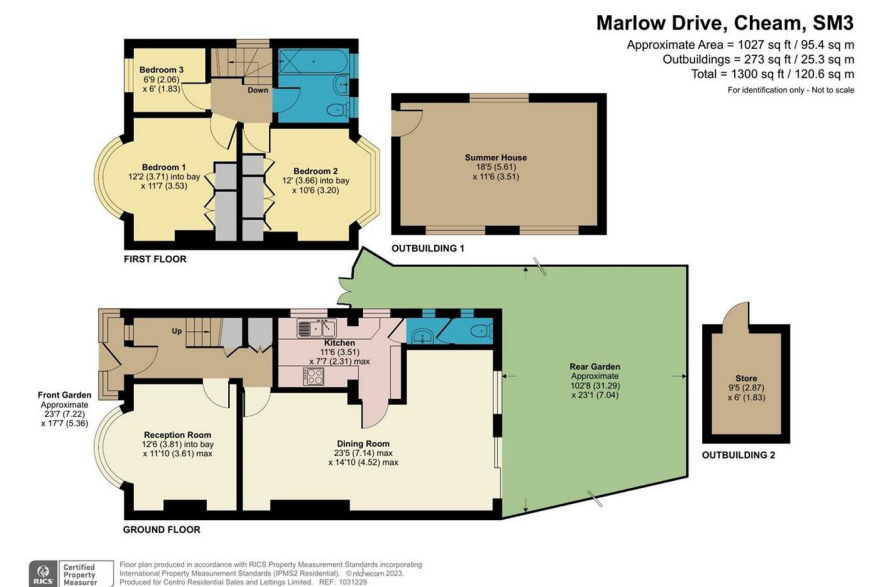 Marlow Drive, Cheam, SM3
Approximate Area = 1027 sq ft / 95.4 sq m
Outbuildings = 273 sq ft / 25.3 sq m
Total = 1300 sq ft / 120.6 sq m
For identification only - Not to scale
Bedroom 3
6'9 (2.06)
x 6' (1.83)
Down
Bedroom 1
12'2 (3.71) into bay
x 11'7 (3.53)
Bedroom 2
12' (3.66) into bay
x 10'6 (3.20)
FIRST FLOOR
Summer House
18'5 (5.61)
x 11'6 (3.51)
OUTBUILDING 1
Up
Kitchen
11'6 (3.51)
x 7'7 (2.31) max
Front Garden
Approximate
23'7 (7.22)
x 17'7 (5.36)
Reception Room
12'6 (3.81) into bay
x 11'10 (3.61) max
Dining Room
23'5 (7.14) max
x 14'10 (4.52) max
GROUND FLOOR
Rear Garden
Approximate
102'8 (31.29)
x 23'1 (7.04)
Store
9'5 (2.87)
x 6' (1.83)
OUTBUILDING 2
RICS
Certified
Property
Measurer
Floor plan produced in accordance with RICS Property Measurement Standards incorporating
International Property Measurement Standards (IPMS2 Residential). © nichecom 2023.
Produced for Centro Residential Sales and Lettings Limited. REF: 1031229